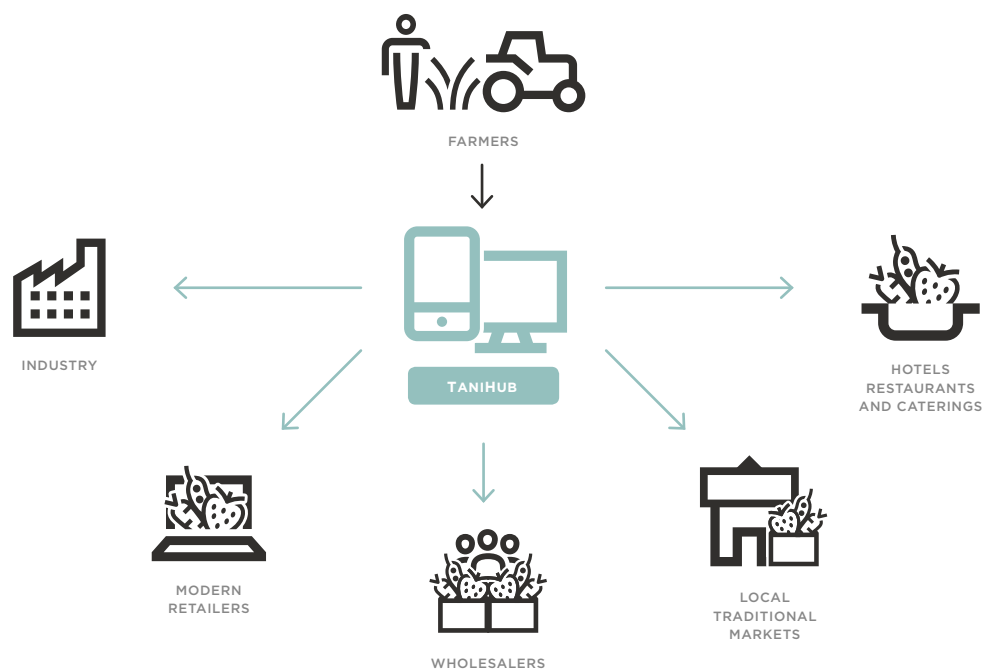 FARMERS
TANIHUB
INDUSTRY
HOTELS
RESTAURANTS
AND CATERINGS
MODERN
RETAILERS
LOCAL
TRADITIONAL
MARKETS
WHOLESALERS